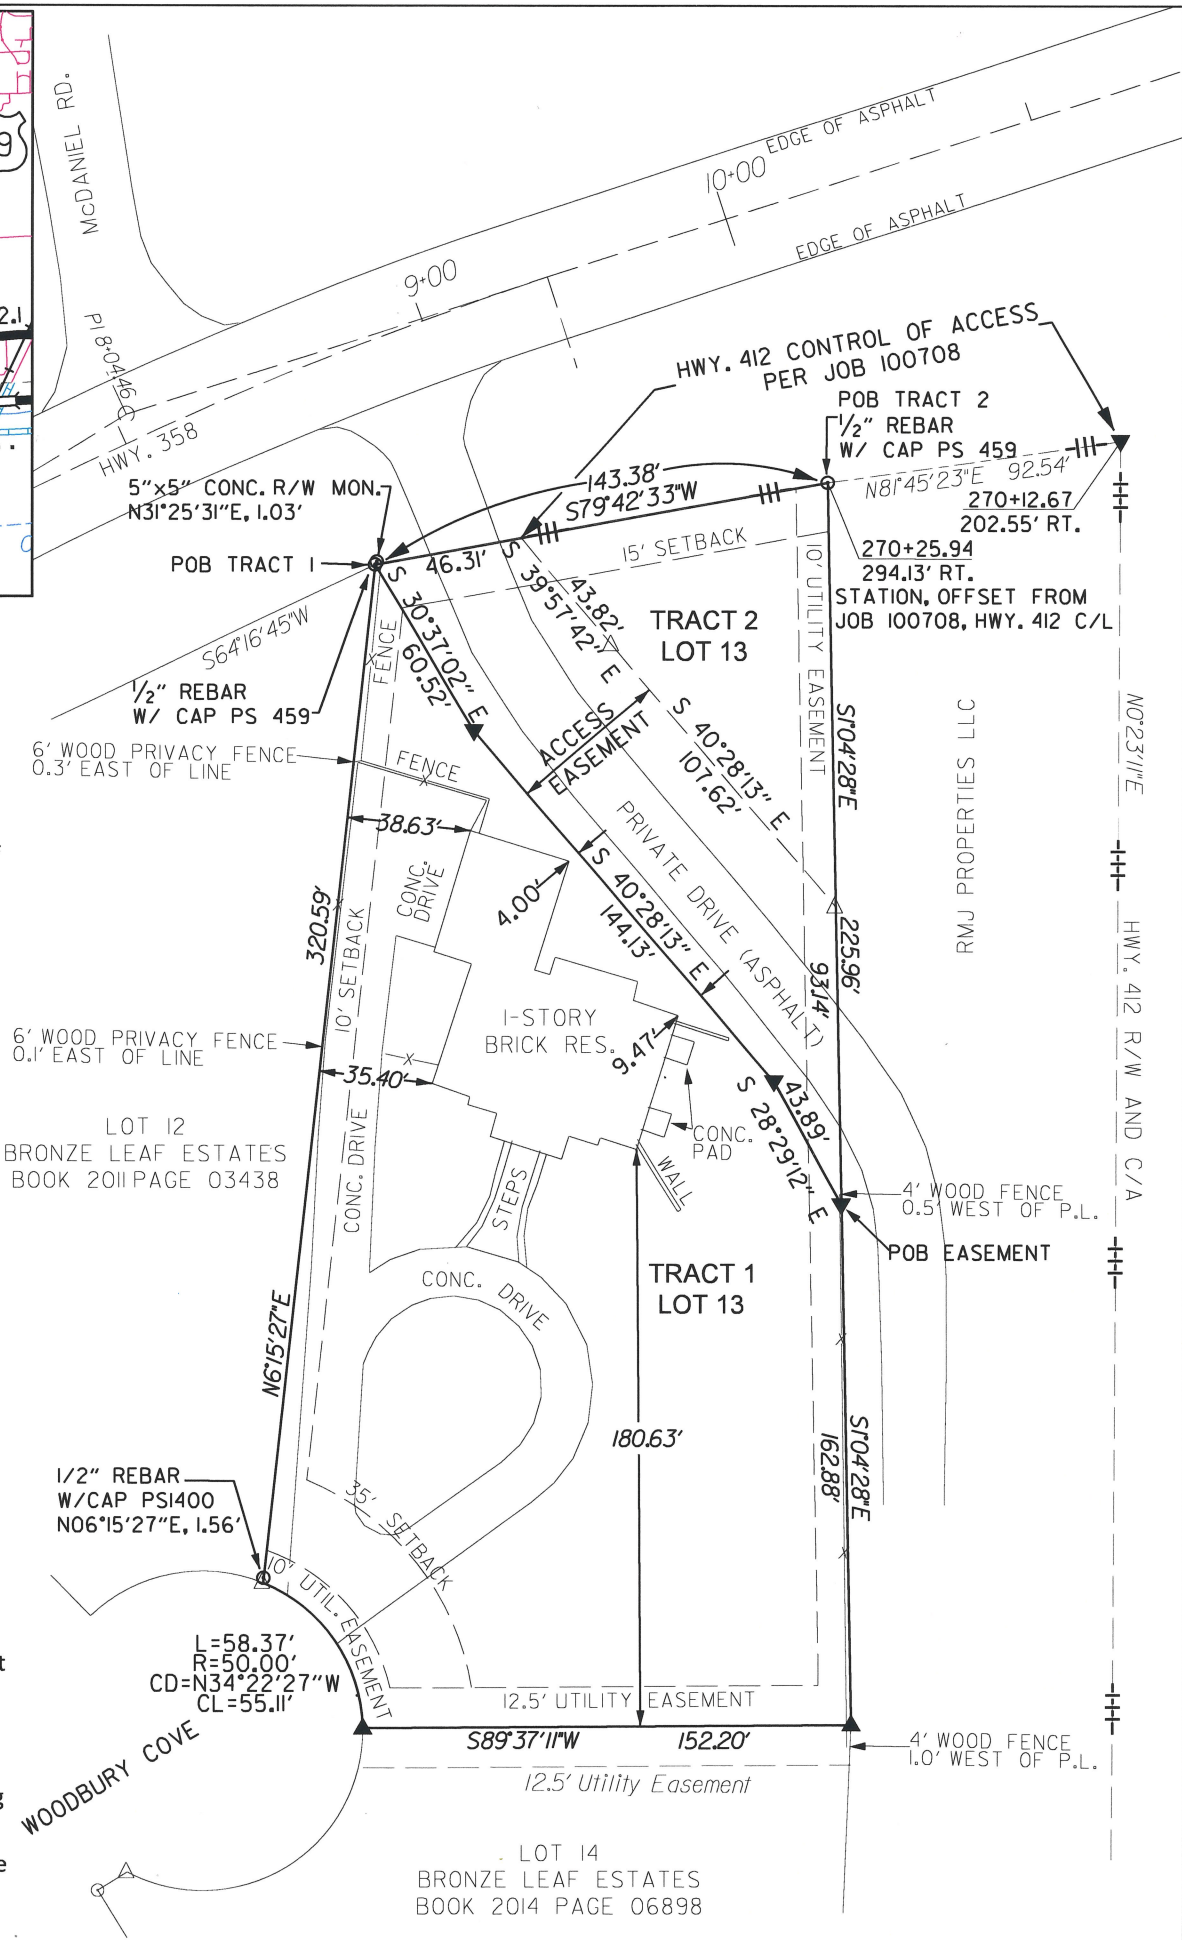 9
2.1
McDANIEL RD.
PI 8+04.46
HWY. 358
9+00
10+00
EDGE OF ASPHALT
EDGE OF ASPHALT
HWY. 412 CONTROL OF ACCESS
PER JOB 100708
POB TRACT 2
1/2" REBAR
W/ CAP PS 459
N81°45'23"E 92.54'
270+12.67
202.55' RT.
270+25.94
294.13' RT.
STATION, OFFSET FROM
JOB 100708, HWY. 412 C/L
5"x5" CONC. R/W MON.
N31°25'31"E, 1.03'
POB TRACT 1
143.38'
S79°42'33"W
46.31'
15' SETBACK
10' UTILITY EASEMENT
S64°16'45"W
1/2" REBAR
W/ CAP PS 459
FENCE
S 30°37'02" E
60.52'
S 39°57'42" E
43.82'
TRACT 2
LOT 13
6' WOOD PRIVACY FENCE
0.3' EAST OF LINE
FENCE
ACCESS
EASEMENT
S 40°28'13" E
107.62'
S1°04'28"E
RMJ PROPERTIES LLC
N0°23'11"E
38.63'
CONC.
DRIVE
4.00'
PRIVATE DRIVE (ASPHALT)
S 40°28'13" E
144.13'
225.96'
93.14'
HWY. 412 R/W AND C/A
320.59'
10' SETBACK
1-STORY
BRICK RES.
9.47'
6' WOOD PRIVACY FENCE
0.1' EAST OF LINE
35.40'
43.89'
S 28°29'12" E
LOT 12
BRONZE LEAF ESTATES
BOOK 2011 PAGE 03438
CONC. DRIVE
CONC.
PAD
WALL
STEPS
4' WOOD FENCE
0.5' WEST OF P.L.
POB EASEMENT
CONC. DRIVE
TRACT 1
LOT 13
N6°15'27"E
180.63'
S1°04'28"E
162.88'
1/2" REBAR
W/CAP PS1400
N06°15'27"E, 1.56'
35' SETBACK
10' UTIL. EASEMENT
L=58.37'
R=50.00'
CD=N34°22'27"W
CL=55.11'
12.5' UTILITY EASEMENT
S89°37'11"W 152.20'
4' WOOD FENCE
1.0' WEST OF P.L.
12.5' Utility Easement
WOODBURY COVE
LOT 14
BRONZE LEAF ESTATES
BOOK 2014 PAGE 06898